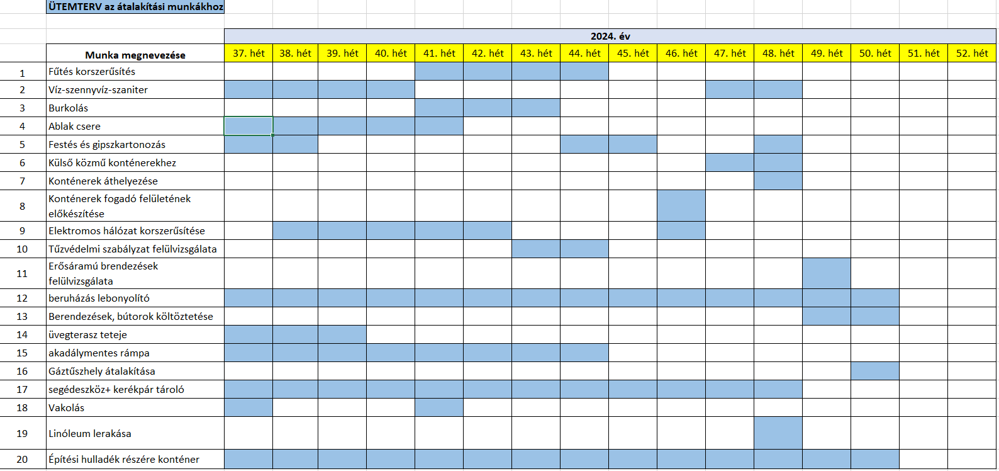 ÜTEMTERV az átalakítási munkákhoz
2024. év
Munka megnevezése 37. hét 38. hét 39. hét 40. hét 41. hét 42. hét 43. hét 44. hét 45. hét 46. hét 47. hét 48. hét 49. hét 50. hét 51. hét 52. hét
1 Fűtés korszerűsítés
2 Víz-szennyvíz-szaniter
3 Burkolás
4 Ablak csere
5 Festés és gipszkartonozás
6 Külső közmű konténerekhez
7 Konténerek áthelyezése
8 Konténerek fogadó felületének
előkészítése
9 Elektromos hálózat korszerűsítése
10 Tűzvédelmi szabályzat felülvizsgálata
11 Erősáramú brendezések
felülvizsgálata
12 beruházás lebonyolító
13 Berendezések, bútorok költöztetése
14 üvegterasz teteje
15 akadálymentes rámpa
16 Gáztűszhely átalakítása
17 segédeszköz+ kerékpár tároló
18 Vakolás
19 Linóleum lerakása
20 Építési hulladék részére konténer